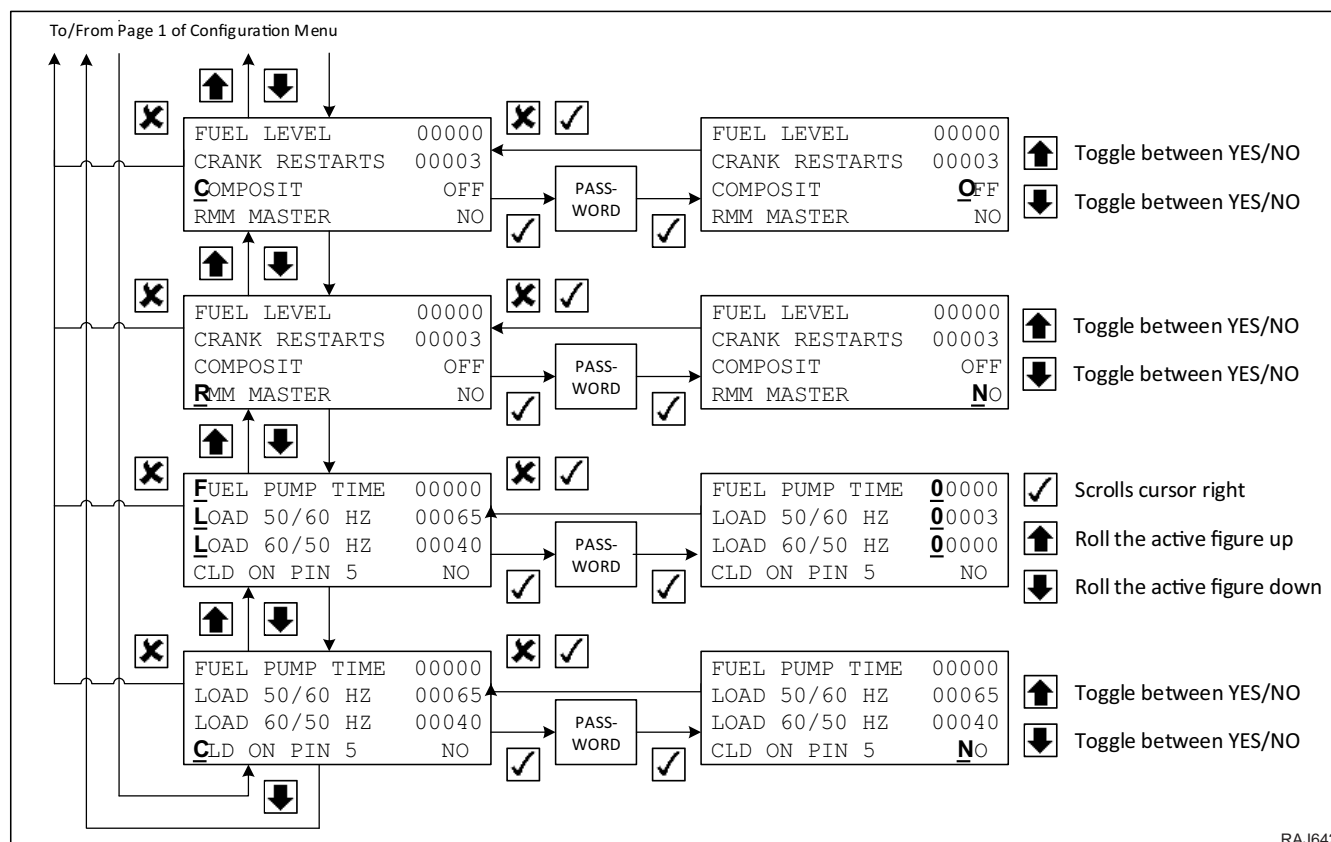 To/From Page 1 of Configuration Menu
FUEL LEVEL 00000
CRANK RESTARTS 00003
COMPOSIT OFF
RMM MASTER NO
PASS-
WORD
FUEL LEVEL 00000
CRANK RESTARTS 00003
COMPOSIT OFF
RMM MASTER NO
Toggle between YES/NO
Toggle between YES/NO
FUEL LEVEL 00000
CRANK RESTARTS 00003
COMPOSIT OFF
RMM MASTER NO
PASS-
WORD
FUEL LEVEL 00000
CRANK RESTARTS 00003
COMPOSIT OFF
RMM MASTER NO
Toggle between YES/NO
Toggle between YES/NO
FUEL PUMP TIME 00000
LOAD 50/60 HZ 00065
LOAD 60/50 HZ 00040
CLD ON PIN 5 NO
PASS-
WORD
FUEL PUMP TIME 00000
LOAD 50/60 HZ 00003
LOAD 60/50 HZ 00000
CLD ON PIN 5 NO
Scrolls cursor right
Roll the active figure up
Roll the active figure down
FUEL PUMP TIME 00000
LOAD 50/60 HZ 00065
LOAD 60/50 HZ 00040
CLD ON PIN 5 NO
PASS-
WORD
FUEL PUMP TIME 00000
LOAD 50/60 HZ 00065
LOAD 60/50 HZ 00040
CLD ON PIN 5 NO
Toggle between YES/NO
Toggle between YES/NO